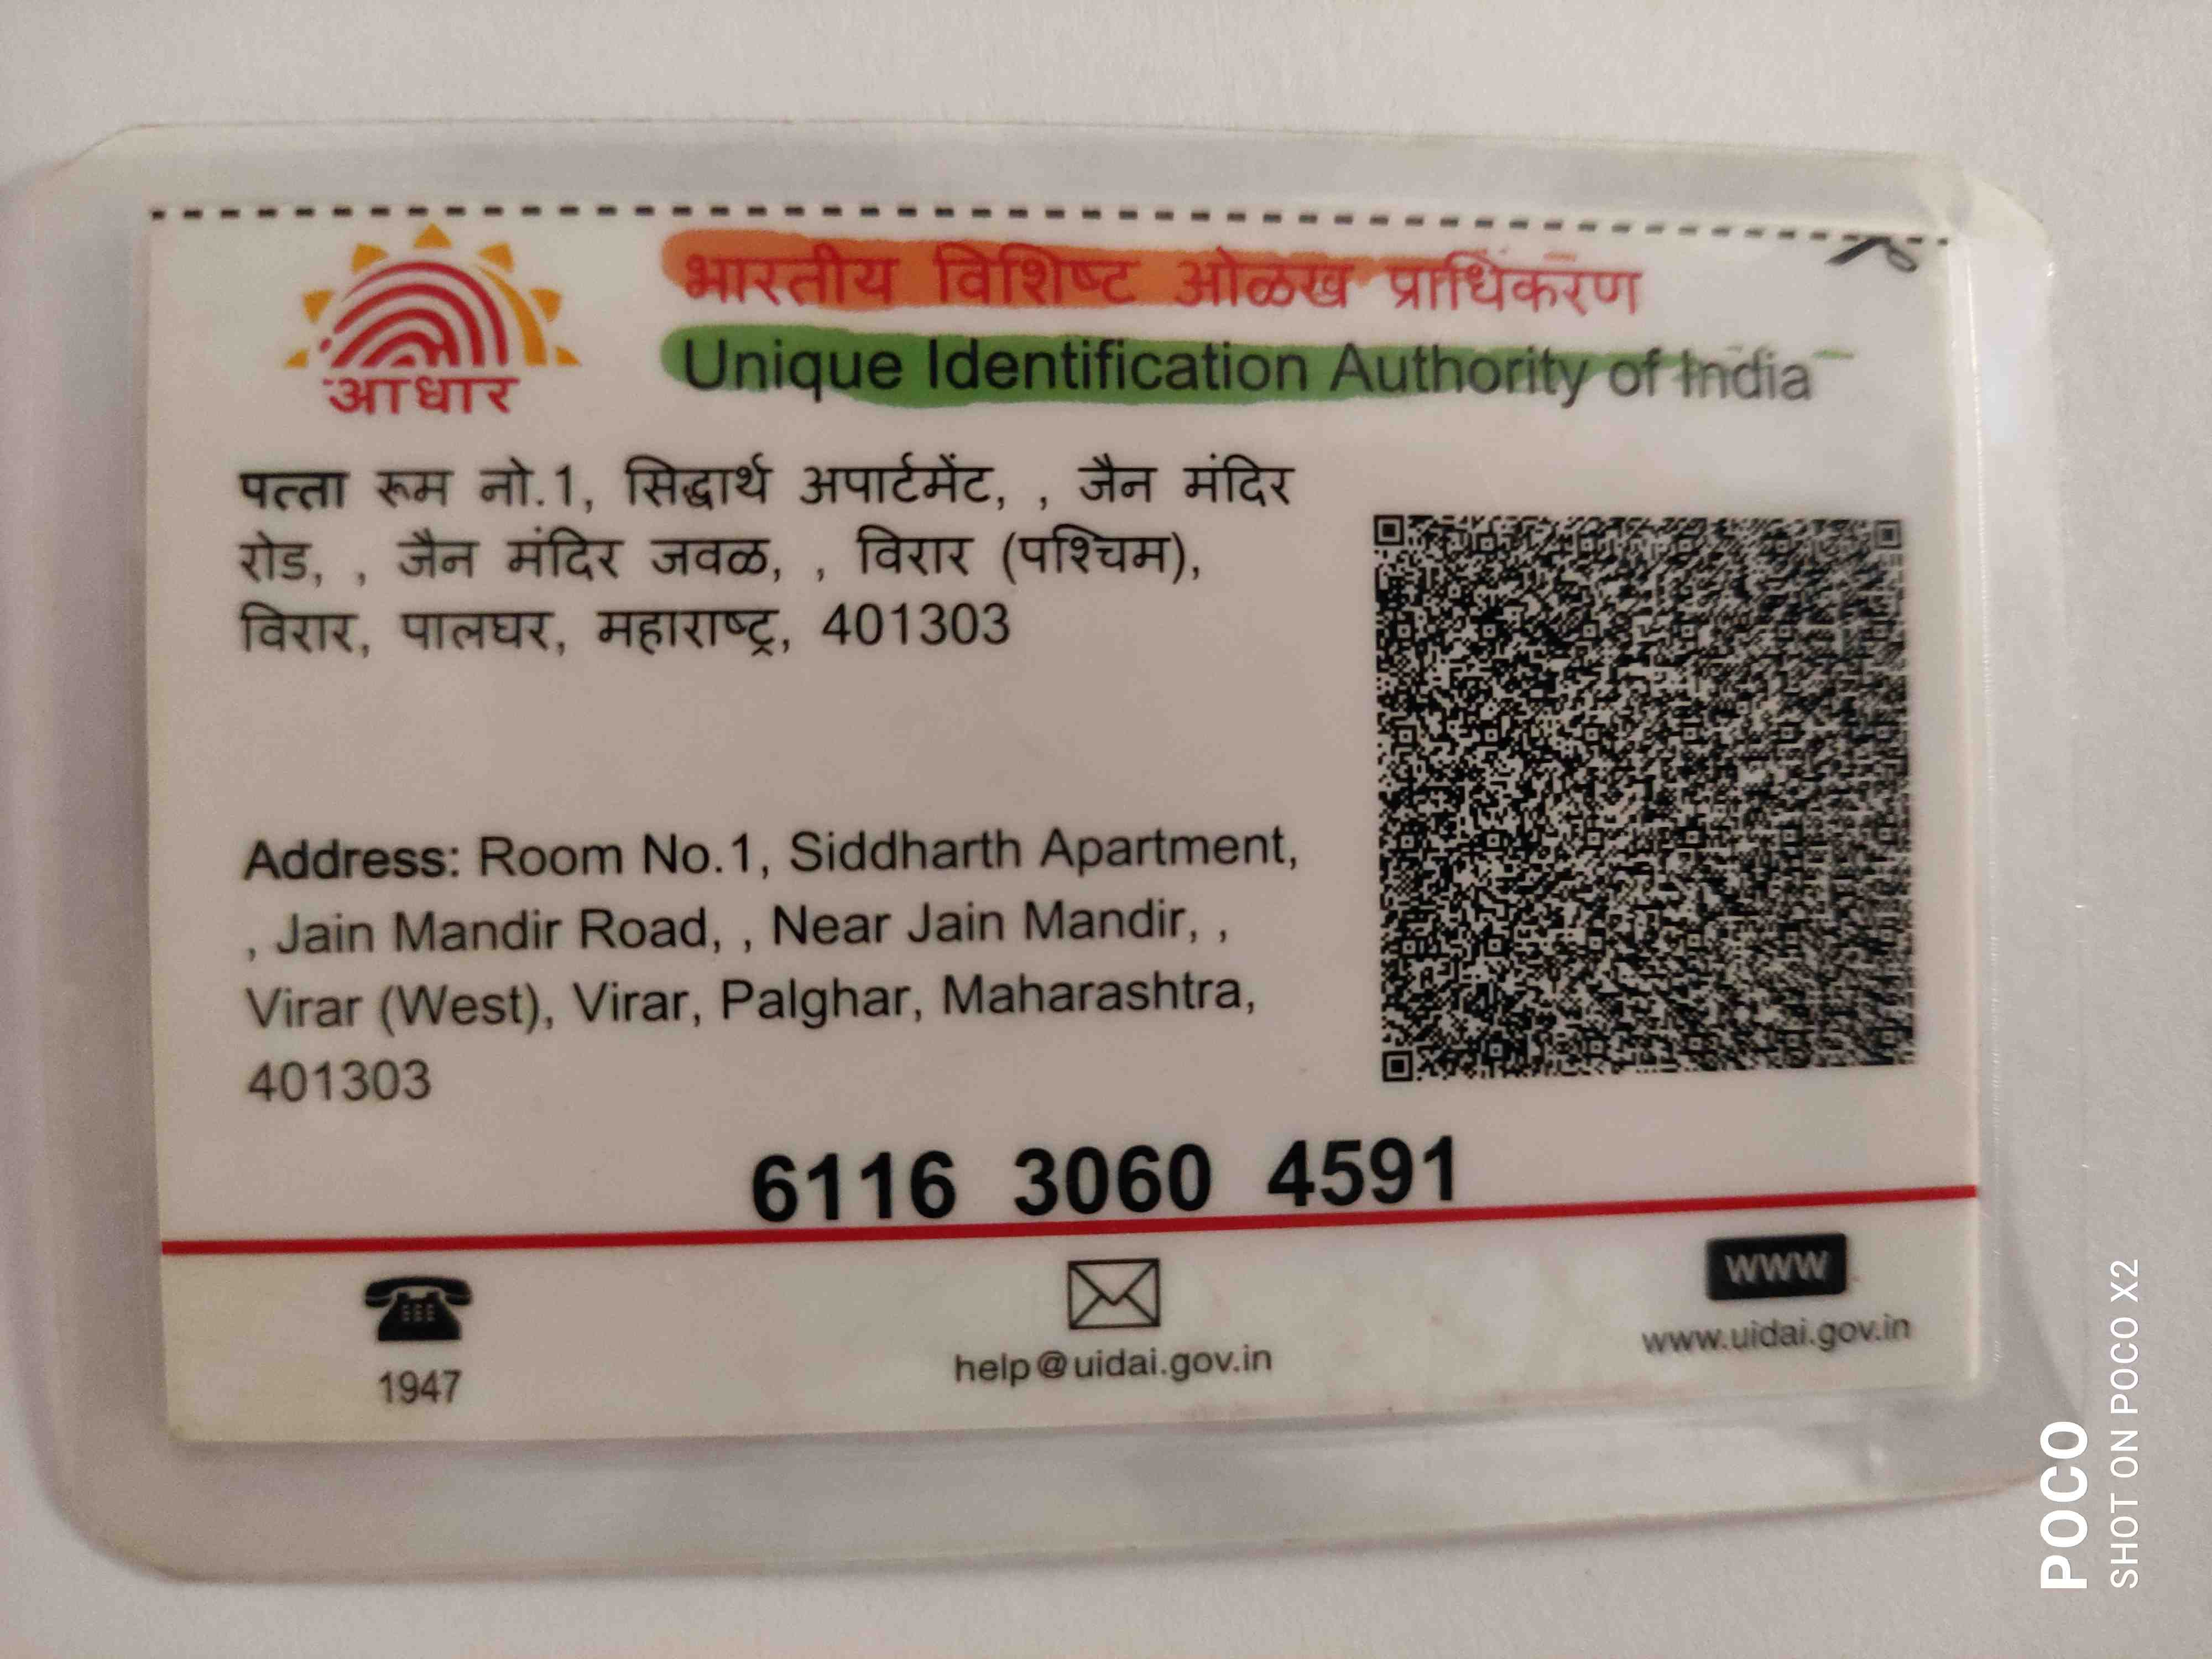 आधार
भारतीय विशिष्ट ओळख प्राधिकरण
Unique Identification Authority of India
पत्ता रूम नो.1, सिद्धार्थ अपार्टमेंट, , जैन मंदिर
रोड, , जैन मंदिर जवळ, , विरार (पश्चिम),
विरार, पालघर, महाराष्ट्र, 401303
Address: Room No.1, Siddharth Apartment,
, Jain Mandir Road, , Near Jain Mandir, ,
Virar (West), Virar, Palghar, Maharashtra,
401303
6116 3060 4591
1947
help@uidai.gov.in
www
www.uidai.gov.in
POCO
SHOT ON POCO X2